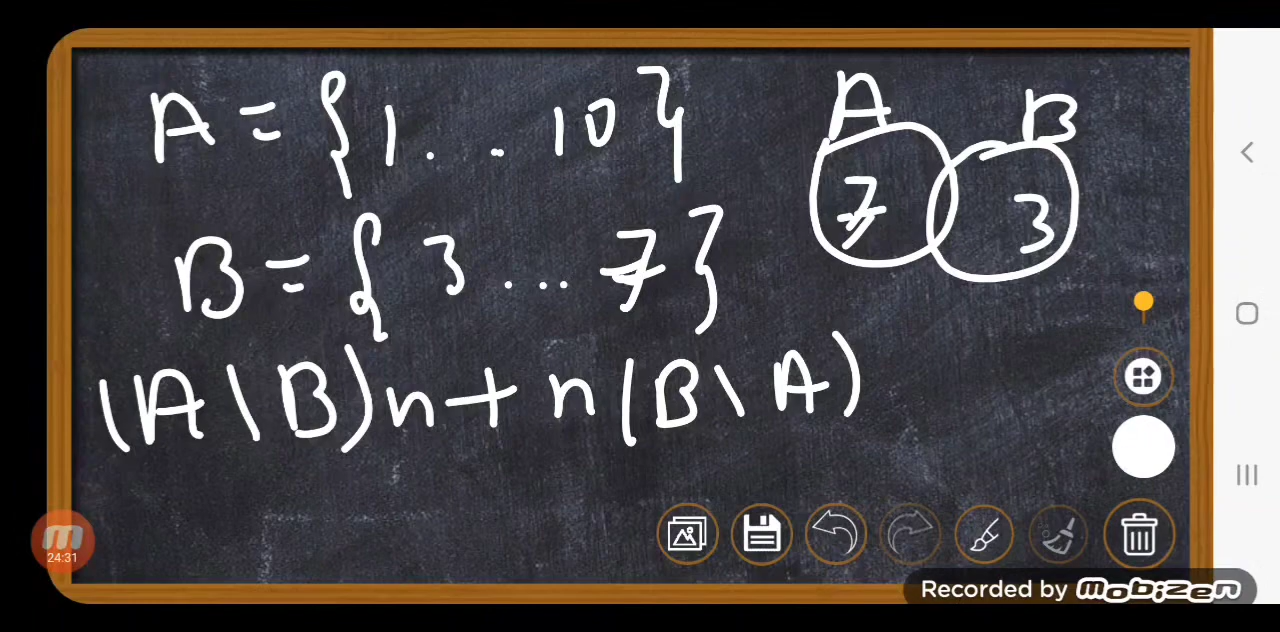 A = {1 . .. 10}
A B
7 3
B = {3 ... 7}
(A \ B)n + n(B \ A)
24:31
Recorded by Mobizen